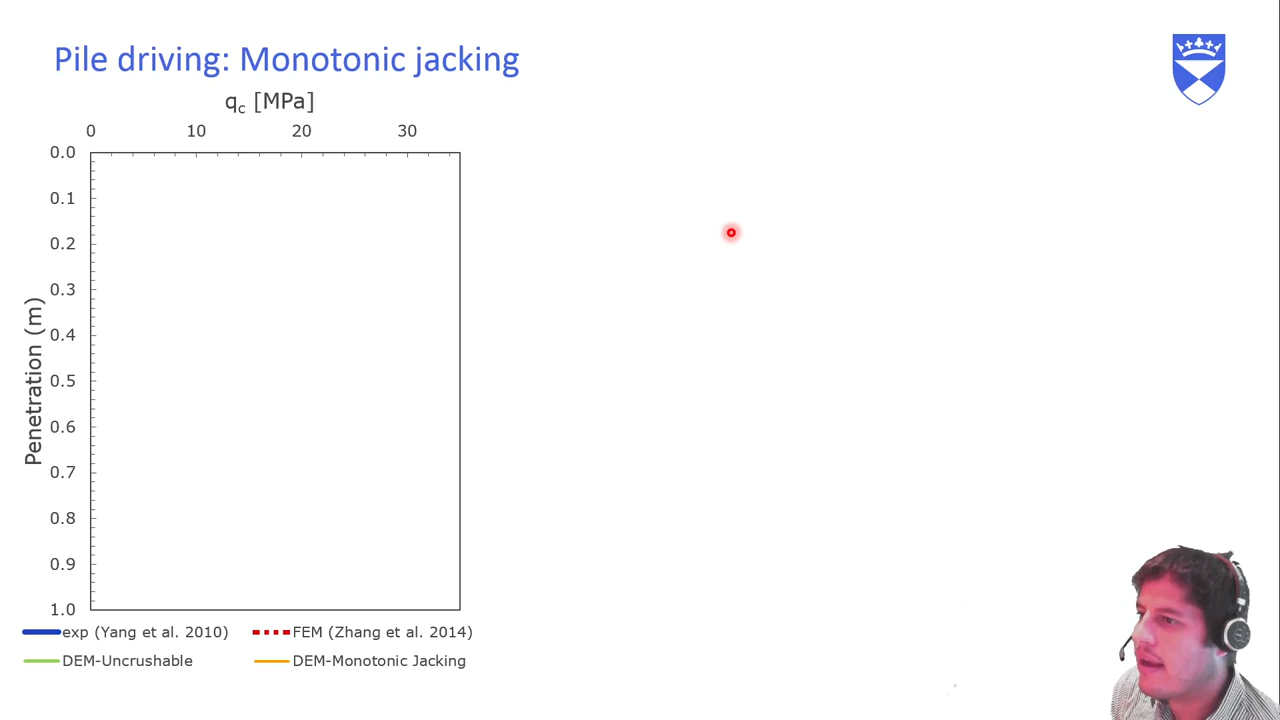 Pile driving: Monotonic jacking
qc [MPa]
0 10 20 30
0.0
0.1
0.2
0.3
0.4
0.5
0.6
0.7
0.8
0.9
1.0
Penetration (m)
exp (Yang et al. 2010) FEM (Zhang et al. 2014)
DEM-Uncrushable DEM-Monotonic Jacking